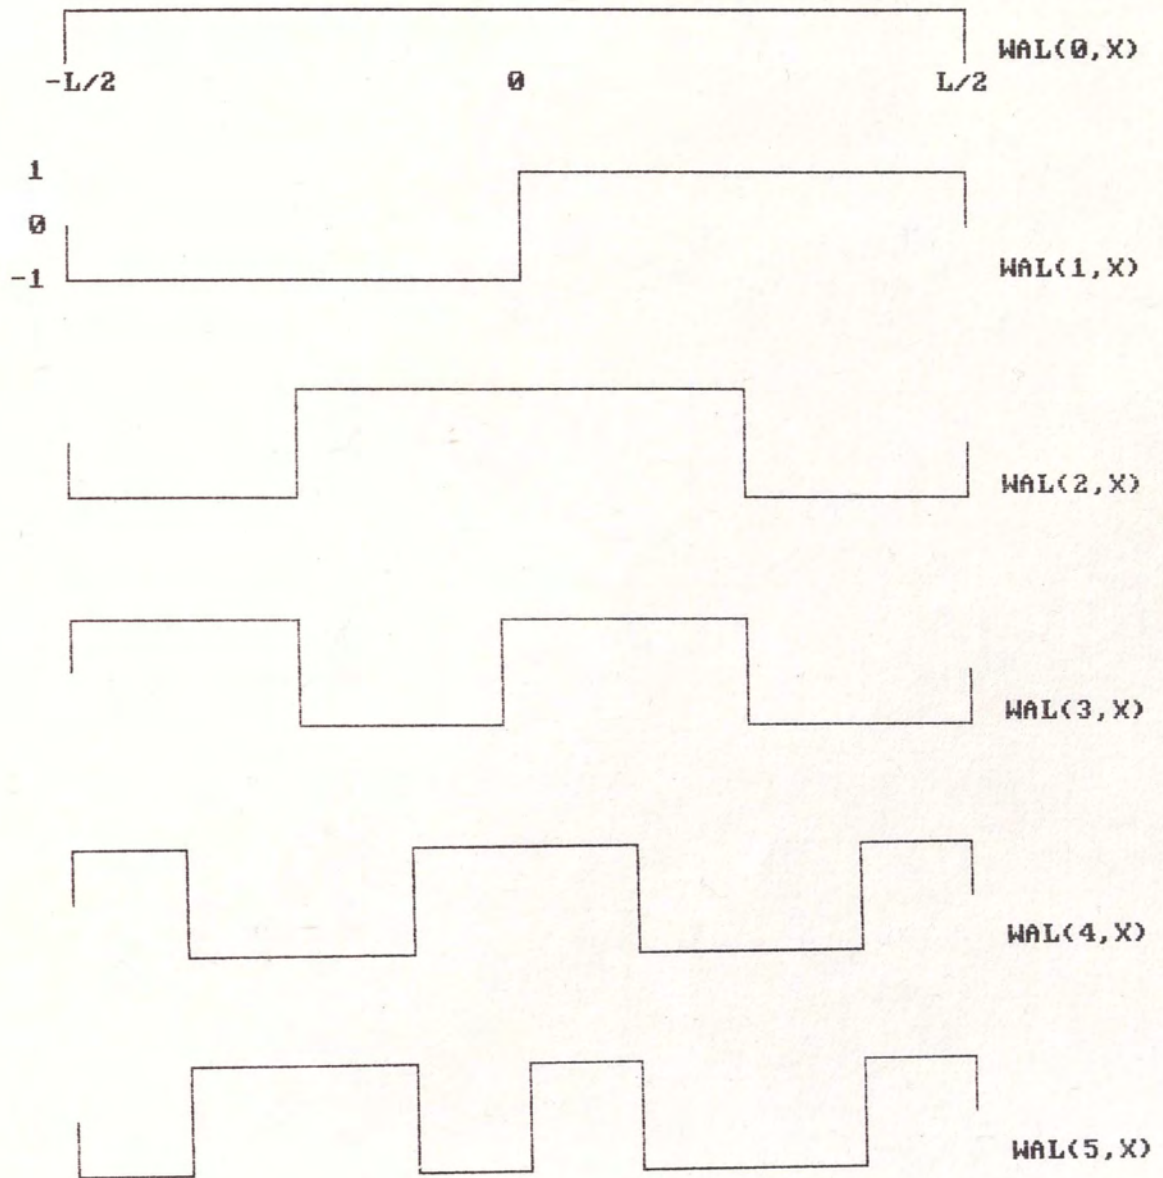 WAL(0,X)
-L/2 0 L/2
1
0
-1
WAL(1,X)
WAL(2,X)
WAL(3,X)
WAL(4,X)
WAL(5,X)